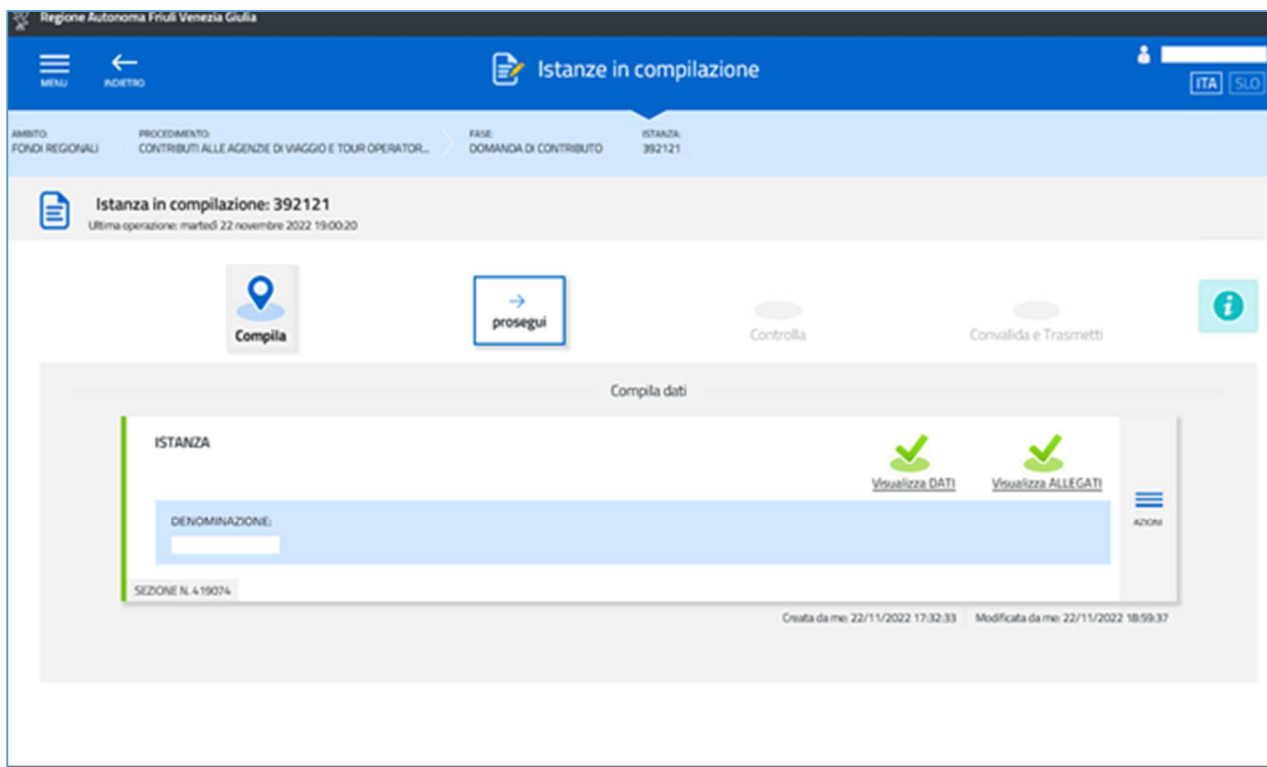 Regione Autonoma Friuli Venezia Giulia
MENU
INDIETRO
Istanze in compilazione
ITA SLO
AMBITO: PROCEDIMENTO: FASE: ISTANZA:
FONDI REGIONALI CONTRIBUTI ALLE AGENZIE DI VIAGGIO E TOUR OPERATOR... DOMANDA DI CONTRIBUTO 392121
Istanza in compilazione: 392121
Ultima operazione: martedì 22 novembre 2022 19:00:20
Compila
prosegui
Controlla
Convalida e Trasmetti
i
Compila dati
ISTANZA
Visualizza DATI Visualizza ALLEGATI
AZIONI
DENOMINAZIONE:
SEZIONE N. 419074
Creata da me: 22/11/2022 17:32:33 Modificata da me: 22/11/2022 18:59:37